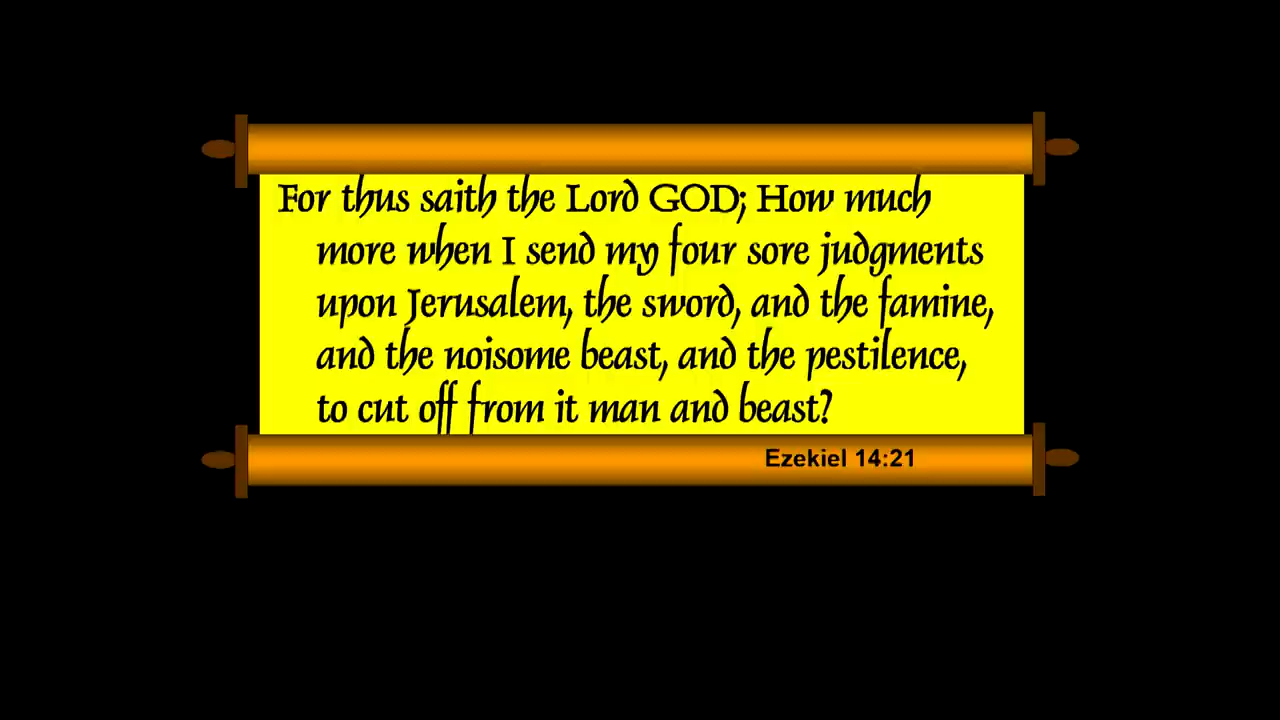 For thus saith the Lord GOD; How much
more when I send my four sore judgments
upon Jerusalem, the sword, and the famine,
and the noisome beast, and the pestilence,
to cut off from it man and beast?
Ezekiel 14:21